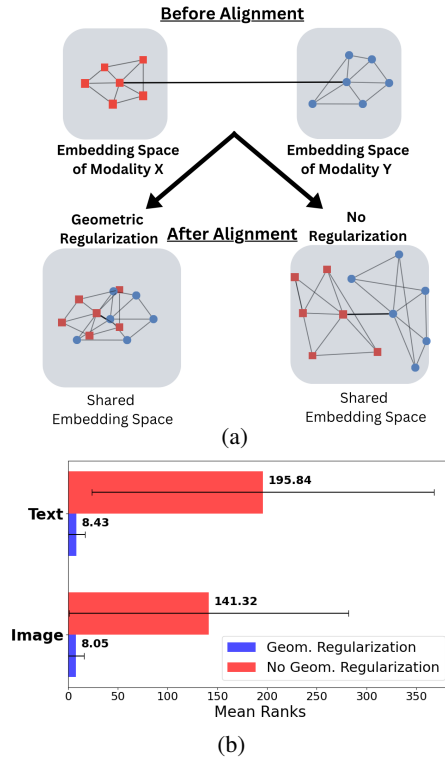 Before Alignment
Embedding Space
of Modality X
Embedding Space
of Modality Y
Geometric
Regularization
After Alignment
No
Regularization
Shared
Embedding Space
Shared
Embedding Space
(a)
195.84
Text
8.43
141.32
Image
8.05
Geom. Regularization
No Geom. Regularization
0 50 100 150 200 250 300 350
Mean Ranks
(b)